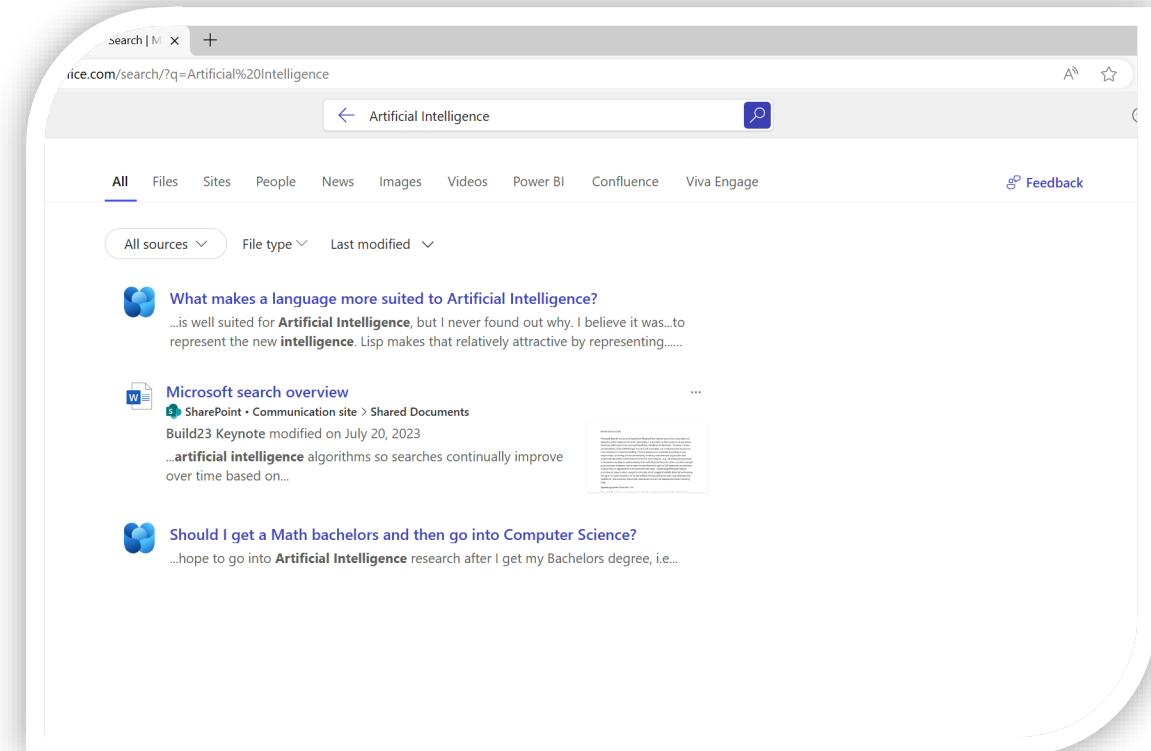 Search | M
fice.com/search/?q=Artificial%20Intelligence
Artificial Intelligence
All Files Sites People News Images Videos Power BI Confluence Viva Engage
Feedback
All sources File type Last modified
What makes a language more suited to Artificial Intelligence?
...is well suited for Artificial Intelligence, but I never found out why. I believe it was...to
represent the new intelligence. Lisp makes that relatively attractive by representing......
Microsoft search overview
SharePoint • Communication site > Shared Documents
Build23 Keynote modified on July 20, 2023
...artificial intelligence algorithms so searches continually improve
over time based on...
Should I get a Math bachelors and then go into Computer Science?
...hope to go into Artificial Intelligence research after I get my Bachelors degree, i.e...